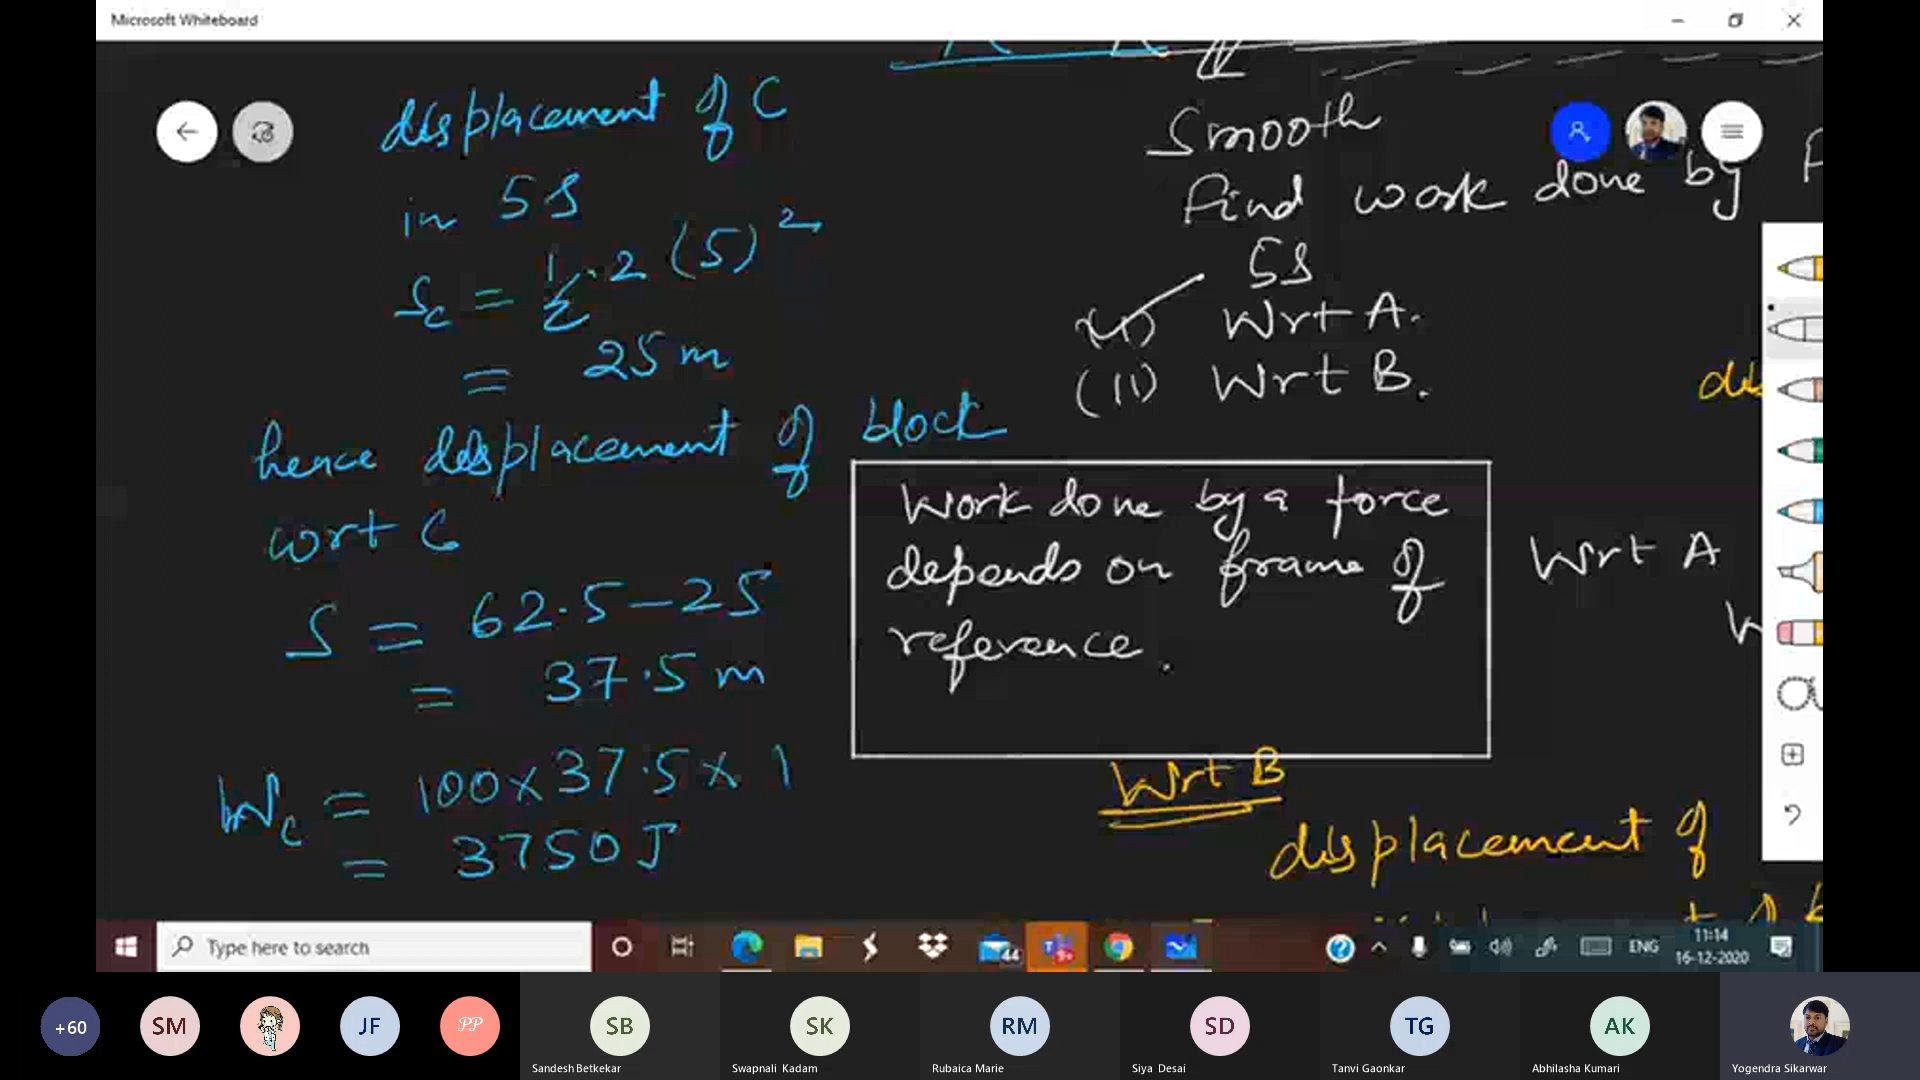 Microsoft Whiteboard
displacement of C
in 5s
Sc = 1/2 . 2 (5)²
= 25 m
hence displacement of block
wrt C
S = 62.5 - 25
= 37.5 m
Wc = 100 x 37.5 x 1
= 3750 J
Smooth
Find work done by
5s
(i) Wrt A.
(ii) Wrt B.
Work done by a force
depends on frame of
reference.
Wrt A
Wrt B
displacement of
Type here to search
44
9+
ENG
11:14
16-12-2020
+60
SM
JF
PP
SB
SK
RM
SD
TG
AK
Sandesh Betkekar
Swapnali Kadam
Rubaica Marie
Siya Desai
Tanvi Gaonkar
Abhilasha Kumari
Yogendra Sikarwar